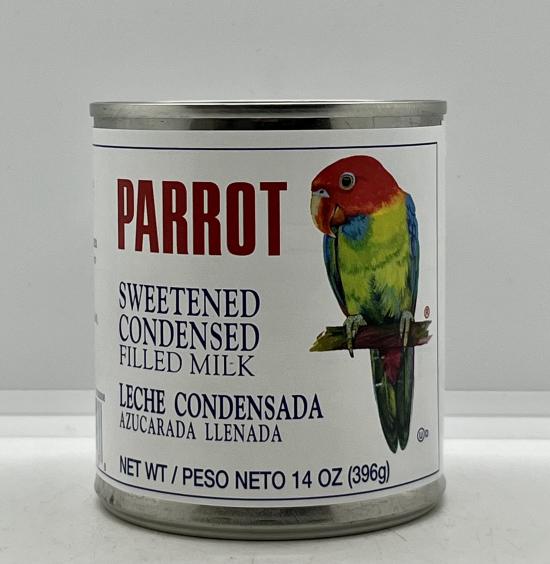 PARROT
SWEETENED
CONDENSED
FILLED MILK
LECHE CONDENSADA
AZUCARADA LLENADA
®
NET WT / PESO NETO 14 OZ (396g)